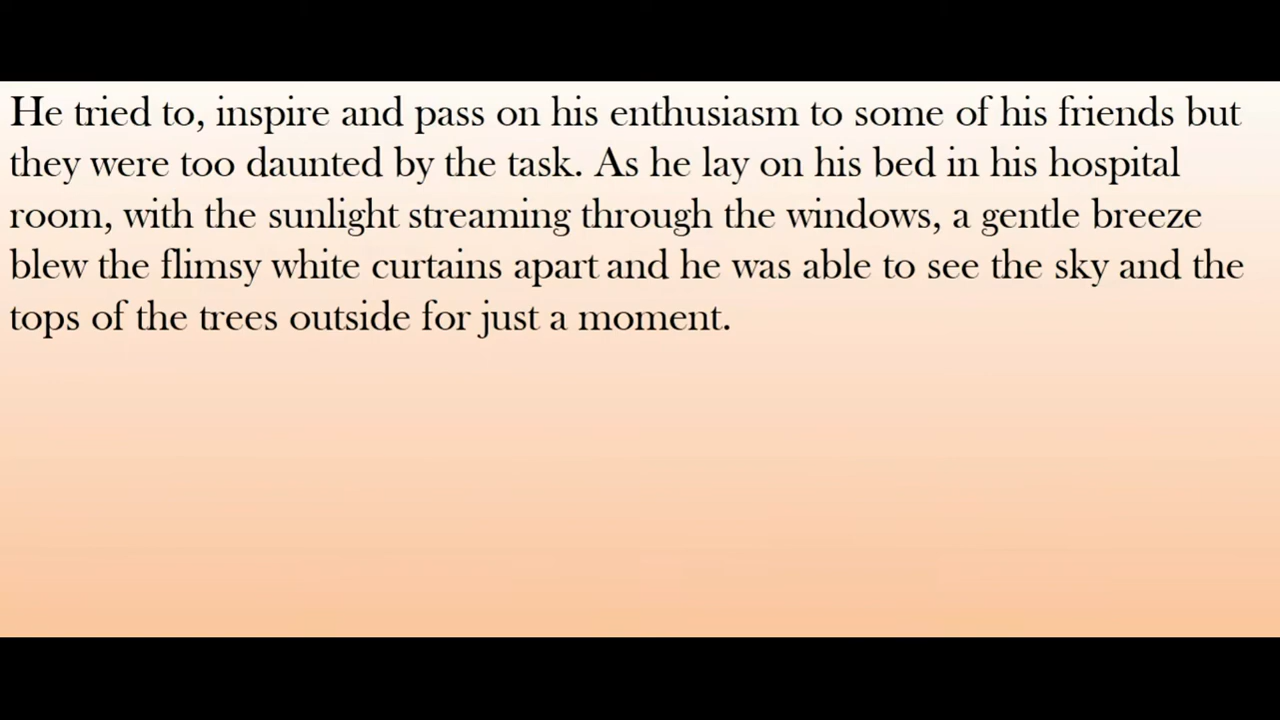 He tried to, inspire and pass on his enthusiasm to some of his friends but
they were too daunted by the task. As he lay on his bed in his hospital
room, with the sunlight streaming through the windows, a gentle breeze
blew the flimsy white curtains apart and he was able to see the sky and the
tops of the trees outside for just a moment.